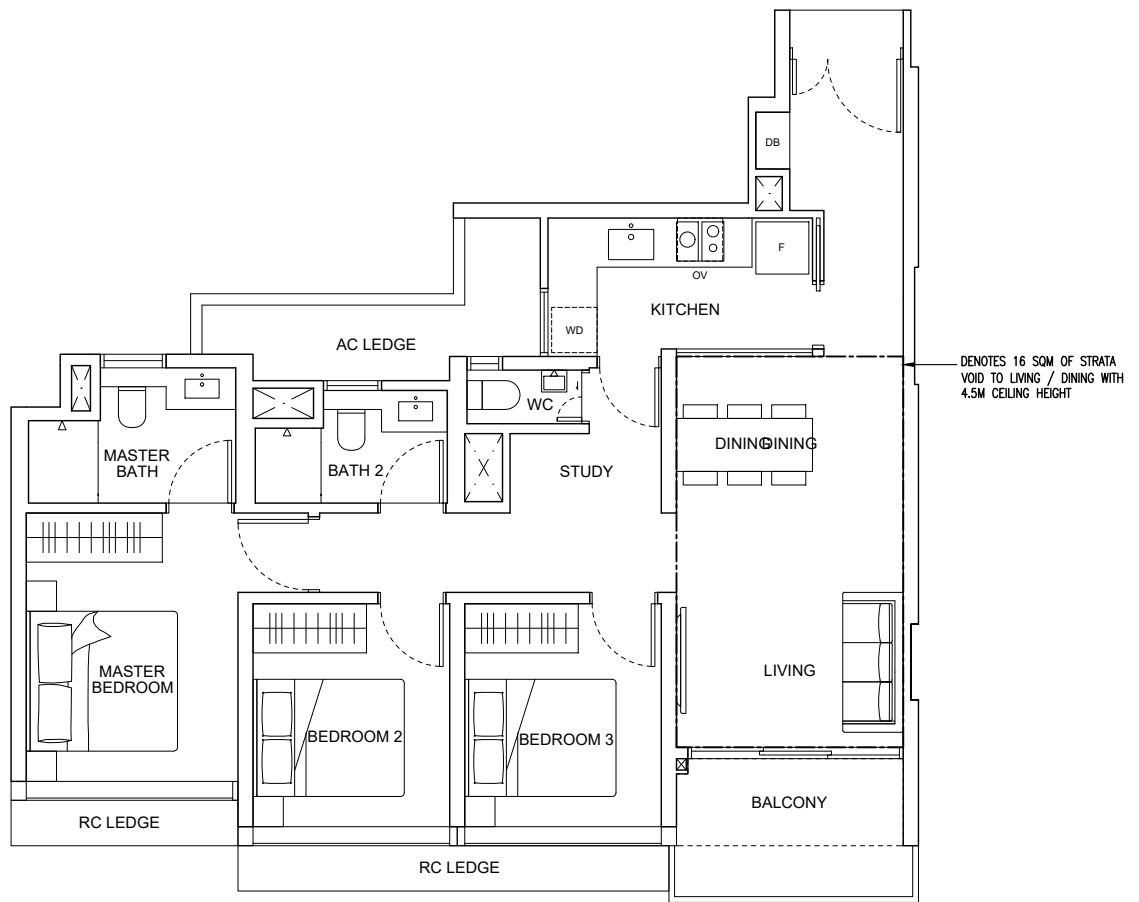 DB
F
OV
KITCHEN
WD
AC LEDGE
DENOTES 16 SQM OF STRATA
VOID TO LIVING / DINING WITH
4.5M CEILING HEIGHT
WC
DINING
DINING
MASTER
BATH
BATH 2
STUDY
MASTER
BEDROOM
LIVING
BEDROOM 2
BEDROOM 3
BALCONY
RC LEDGE
RC LEDGE